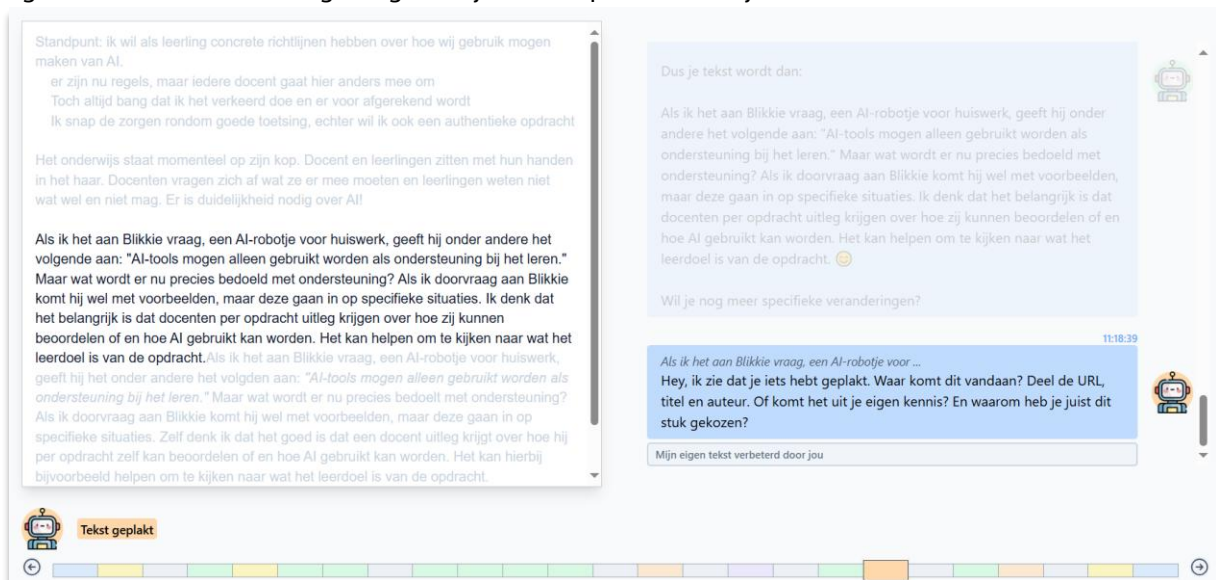 Standpunt: ik wil als leerling concrete richtlijnen hebben over hoe wij gebruik mogen
maken van AI.
er zijn nu regels, maar iedere docent gaat hier anders mee om
Toch altijd bang dat ik het verkeerd doe en er voor afgerekend wordt
Ik snap de zorgen rondom goede toetsing, echter wil ik ook een authentieke opdracht
Het onderwijs staat momenteel op zijn kop. Docent en leerlingen zitten met hun handen
in het haar. Docenten vragen zich af wat ze er mee moeten en leerlingen weten niet
wat wel en niet mag. Er is duidelijkheid nodig over AI!
Als ik het aan Blikkie vraag, een AI-robotje voor huiswerk, geeft hij onder andere het
volgende aan: "AI-tools mogen alleen gebruikt worden als ondersteuning bij het leren."
Maar wat wordt er nu precies bedoeld met ondersteuning? Als ik doorvraag aan Blikkie
komt hij wel met voorbeelden, maar deze gaan in op specifieke situaties. Ik denk dat
het belangrijk is dat docenten per opdracht uitleg krijgen over hoe zij kunnen
beoordelen of en hoe AI gebruikt kan worden. Het kan helpen om te kijken naar wat het
leerdoel is van de opdracht.Als ik het aan Blikkie vraag, een AI-robotje voor huiswerk,
geeft hij het onder andere het volgden aan: "AI-tools mogen alleen gebruikt worden als
ondersteuning bij het leren." Maar wat wordt er nu precies bedoelt met ondersteuning?
Als ik doorvraag aan Blikkie komt hij wel met voorbeelden, maar deze gaan in op
specifieke situaties. Zelf denk ik dat het goed is dat een docent uitleg krijgt over hoe hij
per opdracht zelf kan beoordelen of en hoe AI gebruikt kan worden. Het kan hierbij
bijvoorbeeld helpen om te kijken naar wat het leerdoel is van de opdracht.
Dus je tekst wordt dan:
Als ik het aan Blikkie vraag, een AI-robotje voor huiswerk, geeft hij onder
andere het volgende aan: "AI-tools mogen alleen gebruikt worden als
ondersteuning bij het leren." Maar wat wordt er nu precies bedoeld met
ondersteuning? Als ik doorvraag aan Blikkie komt hij wel met voorbeelden,
maar deze gaan in op specifieke situaties. Ik denk dat het belangrijk is dat
docenten per opdracht uitleg krijgen over hoe zij kunnen beoordelen of en
hoe AI gebruikt kan worden. Het kan helpen om te kijken naar wat het
leerdoel is van de opdracht. 😊
Wil je nog meer specifieke veranderingen?
11:18:39
Als ik het aan Blikkie vraag, een AI-robotje voor ...
Hey, ik zie dat je iets hebt geplakt. Waar komt dit vandaan? Deel de URL,
titel en auteur. Of komt het uit je eigen kennis? En waarom heb je juist dit
stuk gekozen?
Mijn eigen tekst verbeterd door jou
Tekst geplakt